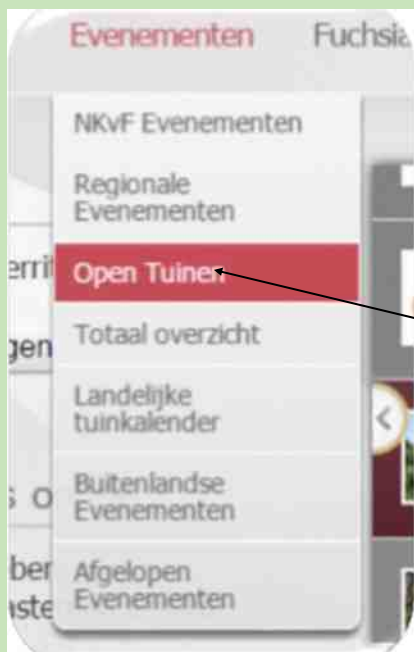 Evenementen Fuchsia
NKvF Evenementen
Regionale
Evenementen
Open Tuinen
Totaal overzicht
Landelijke
tuinkalender
Buitenlandse
Evenementen
Afgelopen
Evenementen